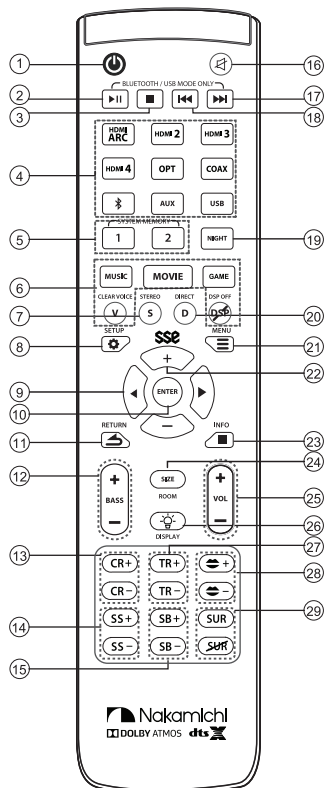 1
16
BLUETOOTH / USB MODE ONLY
2
17
3
18
HDMI ARC
HDMI 2
HDMI 3
4
HDMI 4
OPT
COAX
AUX
USB
SYSTEM MEMORY
5
1
2
NIGHT
19
6
MUSIC
MOVIE
GAME
CLEAR VOICE
STEREO
DIRECT
DSP OFF
7
V
S
D
DSP
20
SETUP
SSE
MENU
8
21
+
22
9
ENTER
10
RETURN
−
INFO
11
23
12
+
BASS
−
SIZE
24
ROOM
+
VOL
−
25
DISPLAY
26
27
13
CR+
TR+
+
28
CR−
TR−
−
14
SS+
SB+
SUR
29
SS−
SB−
SUR
15
Nakamichi
DOLBY ATMOS dts X